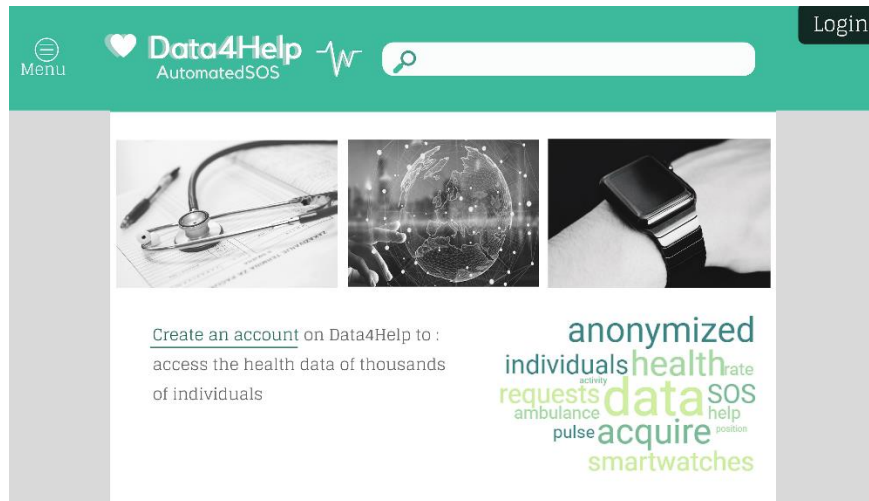 Login
Menu
Data4Help
AutomatedSOS
Create an account on Data4Help to :
access the health data of thousands
of individuals
anonymized
individuals health rate
activity
requests data SOS
ambulance help
pulse acquire position
smartwatches